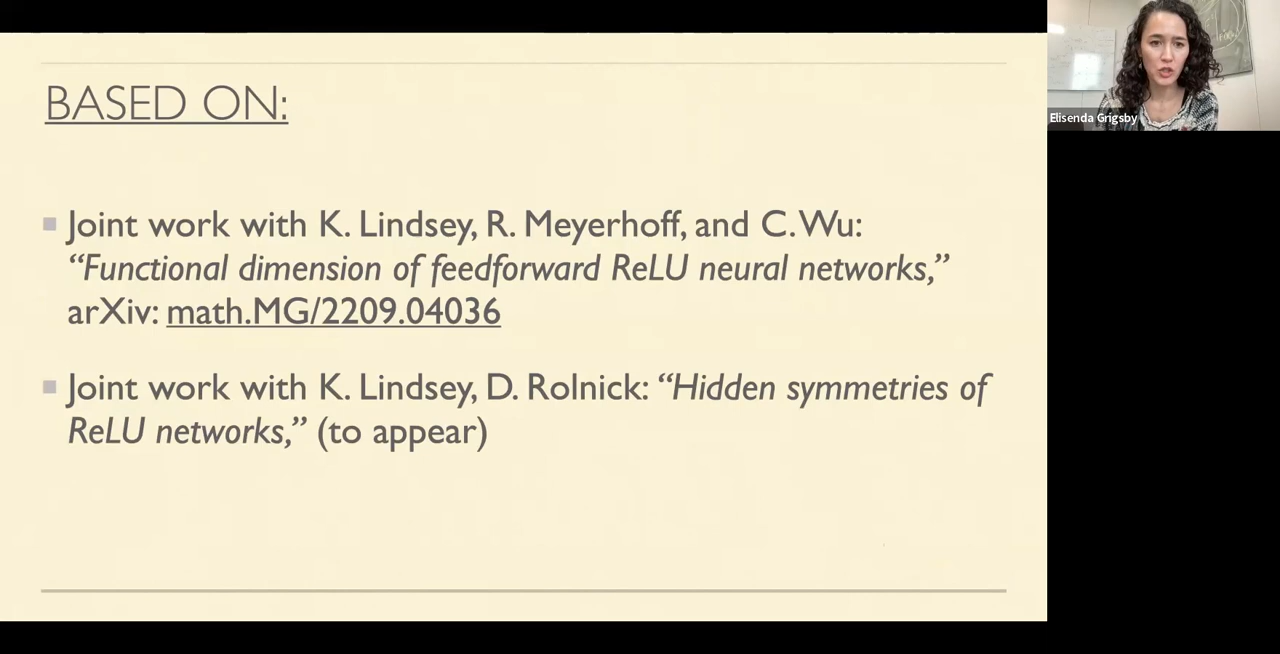 BASED ON:
Joint work with K. Lindsey, R. Meyerhoff, and C. Wu:
“Functional dimension of feedforward ReLU neural networks,”
arXiv: math.MG/2209.04036
Joint work with K. Lindsey, D. Rolnick: “Hidden symmetries of
ReLU networks,” (to appear)
Elisenda Grigsby